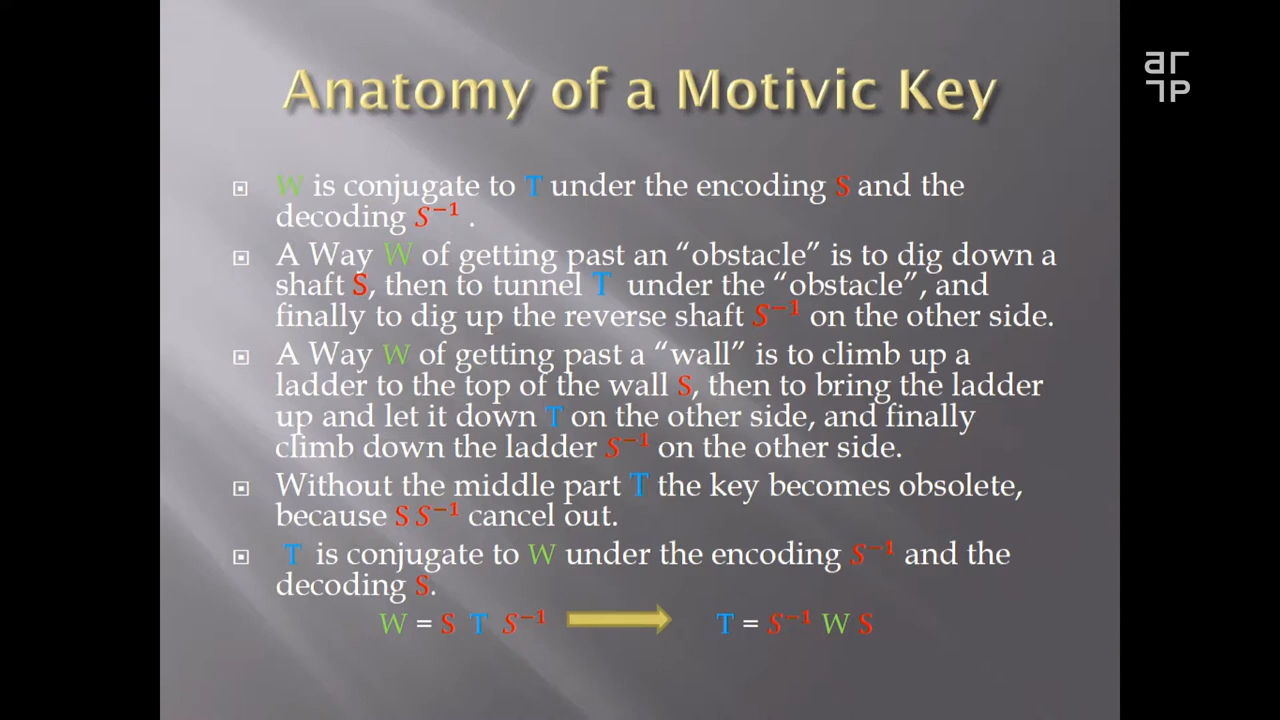 Anatomy of a Motivic Key
W is conjugate to T under the encoding S and the
decoding S⁻¹ .
A Way W of getting past an “obstacle” is to dig down a
shaft S, then to tunnel T under the “obstacle”, and
finally to dig up the reverse shaft S⁻¹ on the other side.
A Way W of getting past a “wall” is to climb up a
ladder to the top of the wall S, then to bring the ladder
up and let it down T on the other side, and finally
climb down the ladder S⁻¹ on the other side.
Without the middle part T the key becomes obsolete,
because S S⁻¹ cancel out.
T is conjugate to W under the encoding S⁻¹ and the
decoding S.
W = S T S⁻¹ T = S⁻¹ W S